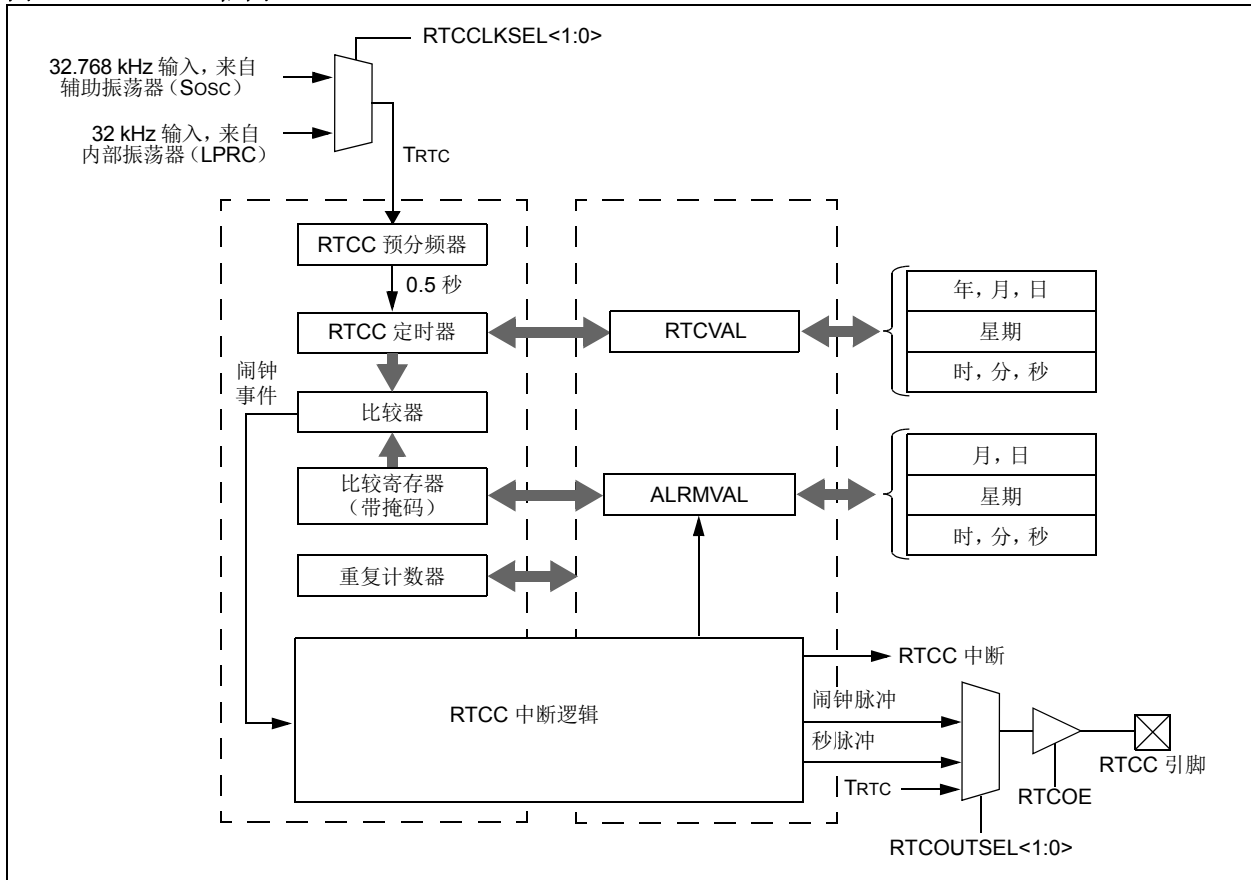 RTCCLKSEL<1:0>
32.768 kHz 输入，来自
辅助振荡器（SOSC）
32 kHz 输入，来自
内部振荡器（LPRC）
TRTC
RTCC 预分频器
0.5 秒
RTCC 定时器
RTCVAL
年，月，日
星期
时，分，秒
闹钟
事件
比较器
比较寄存器
（带掩码）
ALRMVAL
月，日
星期
时，分，秒
重复计数器
RTCC 中断逻辑
RTCC 中断
闹钟脉冲
秒脉冲
TRTC
RTCC 引脚
RTCOE
RTCOUTSEL<1:0>